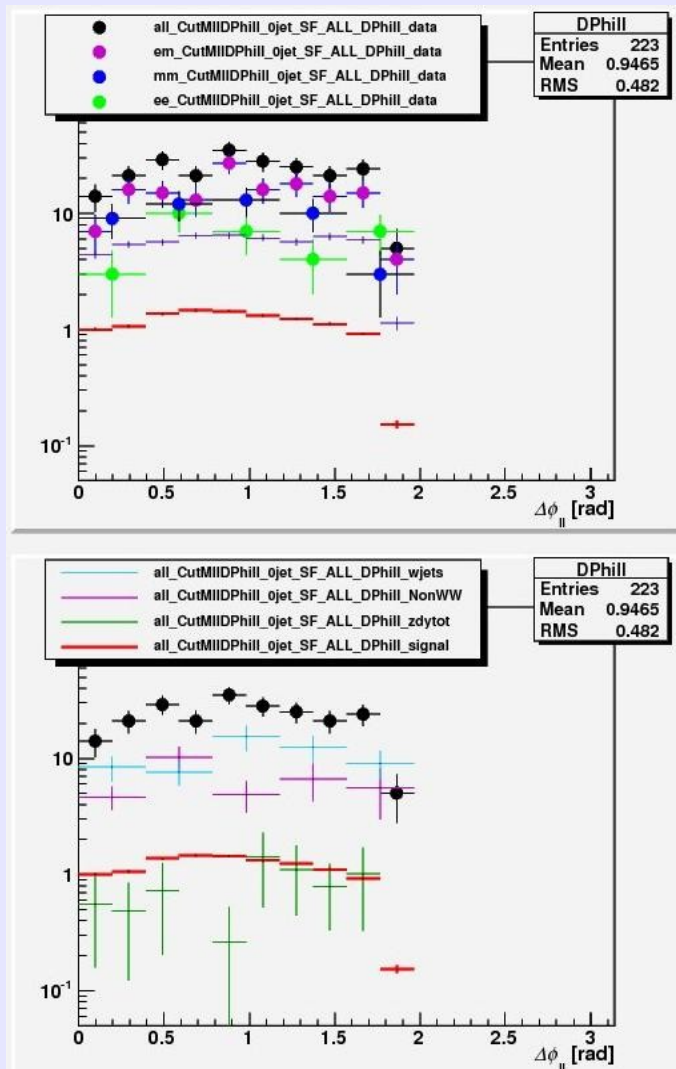 all_CutMllDPhill_0jet_SF_ALL_DPhill_data
em_CutMllDPhill_0jet_SF_ALL_DPhill_data
mm_CutMllDPhill_0jet_SF_ALL_DPhill_data
ee_CutMllDPhill_0jet_SF_ALL_DPhill_data
DPhill
Entries 223
Mean 0.9465
RMS 0.482
10
1
10⁻¹
0 0.5 1 1.5 2 2.5 3
Δφ_ll [rad]
all_CutMllDPhill_0jet_SF_ALL_DPhill_wjets
all_CutMllDPhill_0jet_SF_ALL_DPhill_NonWW
all_CutMllDPhill_0jet_SF_ALL_DPhill_zdytot
all_CutMllDPhill_0jet_SF_ALL_DPhill_signal
DPhill
Entries 223
Mean 0.9465
RMS 0.482
10
1
10⁻¹
0 0.5 1 1.5 2 2.5 3
Δφ_ll [rad]